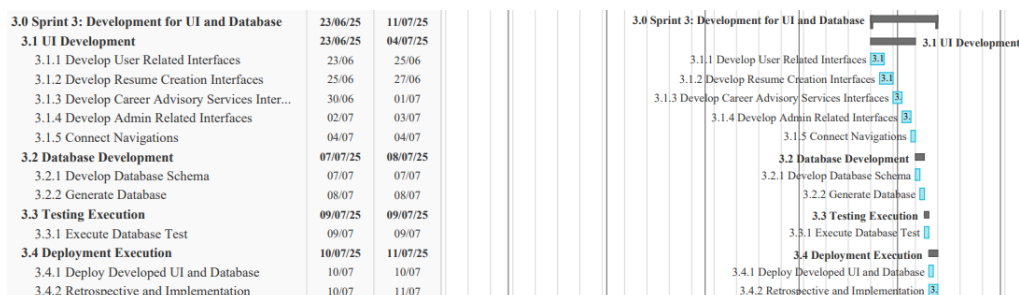 3.0 Sprint 3: Development for UI and Database 23/06/25 11/07/25 3.0 Sprint 3: Development for UI and Database
3.1 UI Development 23/06/25 04/07/25 3.1 UI Development
3.1.1 Develop User Related Interfaces 23/06 25/06 3.1.1 Develop User Related Interfaces 3.1
3.1.2 Develop Resume Creation Interfaces 25/06 27/06 3.1.2 Develop Resume Creation Interfaces 3.1
3.1.3 Develop Career Advisory Services Inter... 30/06 01/07 3.1.3 Develop Career Advisory Services Interfaces 3.
3.1.4 Develop Admin Related Interfaces 02/07 03/07 3.1.4 Develop Admin Related Interfaces 3.
3.1.5 Connect Navigations 04/07 04/07 3.1.5 Connect Navigations
3.2 Database Development 07/07/25 08/07/25 3.2 Database Development
3.2.1 Develop Database Schema 07/07 07/07 3.2.1 Develop Database Schema
3.2.2 Generate Database 08/07 08/07 3.2.2 Generate Database
3.3 Testing Execution 09/07/25 09/07/25 3.3 Testing Execution
3.3.1 Execute Database Test 09/07 09/07 3.3.1 Execute Database Test
3.4 Deployment Execution 10/07/25 11/07/25 3.4 Deployment Execution
3.4.1 Deploy Developed UI and Database 10/07 10/07 3.4.1 Deploy Developed UI and Database
3.4.2 Retrospective and Implementation 10/07 11/07 3.4.2 Retrospective and Implementation 3.